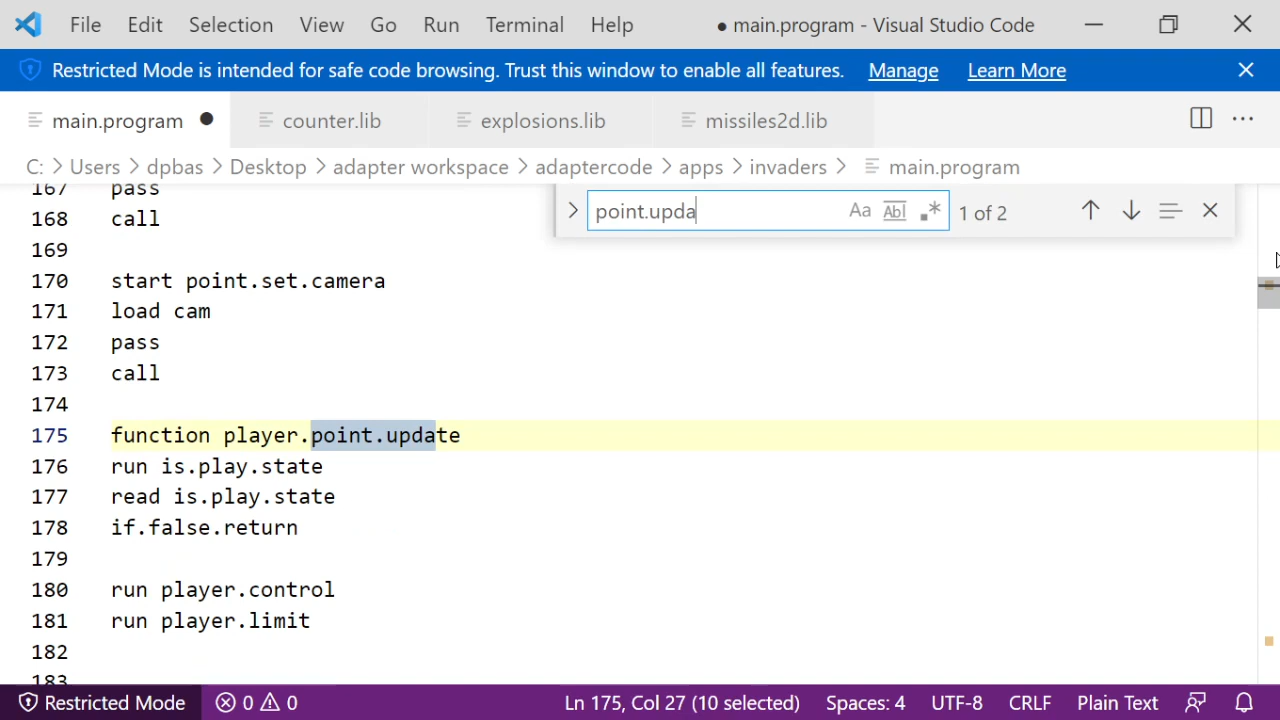 File Edit Selection View Go Run Terminal Help ● main.program - Visual Studio Code
Restricted Mode is intended for safe code browsing. Trust this window to enable all features. Manage Learn More
main.program ● counter.lib explosions.lib missiles2d.lib
C: > Users > dpbas > Desktop > adapter workspace > adaptercode > apps > invaders > main.program
point.upda Aa Abl .* 1 of 2
167 pass
168 call
169
170 start point.set.camera
171 load cam
172 pass
173 call
174
175 function player.point.update
176 run is.play.state
177 read is.play.state
178 if.false.return
179
180 run player.control
181 run player.limit
182
183
Restricted Mode 0 0 Ln 175, Col 27 (10 selected) Spaces: 4 UTF-8 CRLF Plain Text